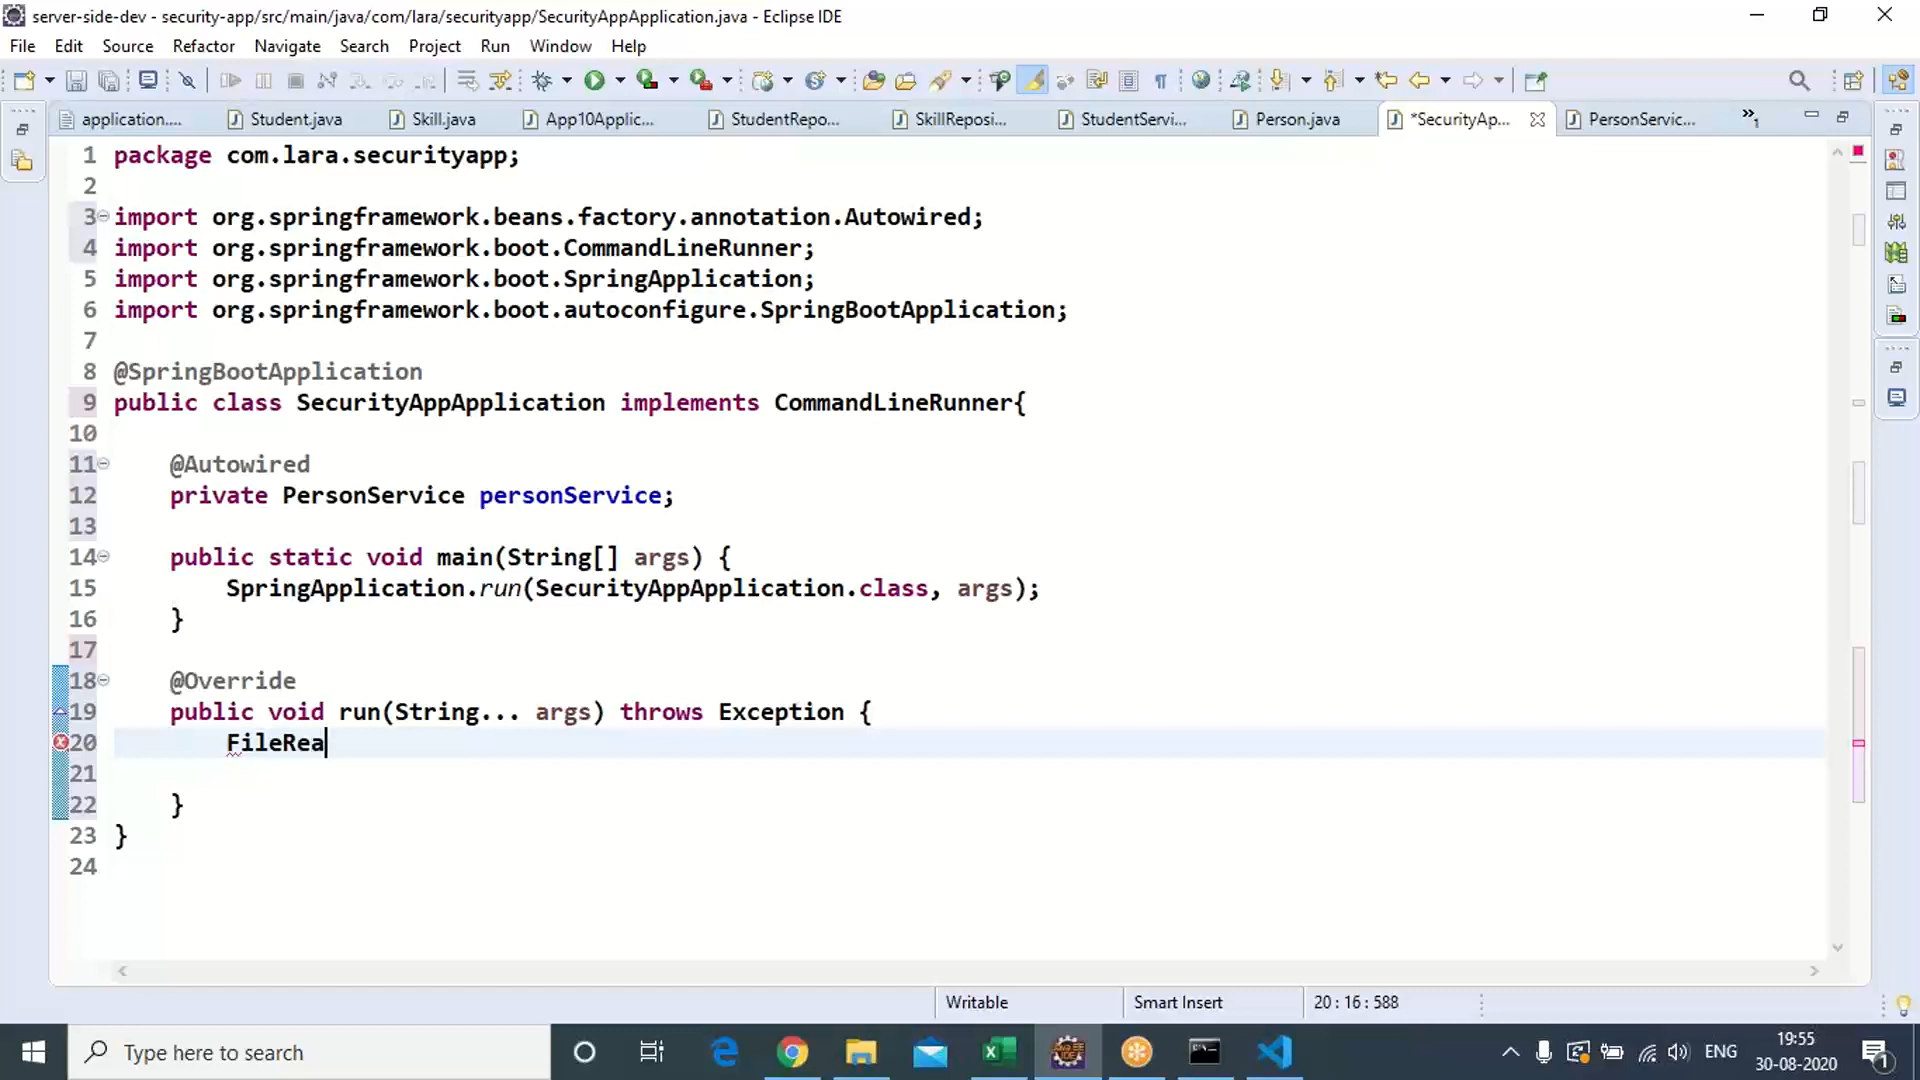 server-side-dev - security-app/src/main/java/com/lara/securityapp/SecurityAppApplication.java - Eclipse IDE
File Edit Source Refactor Navigate Search Project Run Window Help
application.... Student.java Skill.java App10Applic... StudentRepo... SkillReposi... StudentServi... Person.java *SecurityAp... PersonServic... »1
1 package com.lara.securityapp;
2
3 import org.springframework.beans.factory.annotation.Autowired;
4 import org.springframework.boot.CommandLineRunner;
5 import org.springframework.boot.SpringApplication;
6 import org.springframework.boot.autoconfigure.SpringBootApplication;
7
8 @SpringBootApplication
9 public class SecurityAppApplication implements CommandLineRunner{
10
11 @Autowired
12 private PersonService personService;
13
14 public static void main(String[] args) {
15 SpringApplication.run(SecurityAppApplication.class, args);
16 }
17
18 @Override
19 public void run(String... args) throws Exception {
20 FileRea
21
22 }
23 }
24
Writable Smart Insert 20 : 16 : 588
Type here to search
ENG
19:55
30-08-2020
1